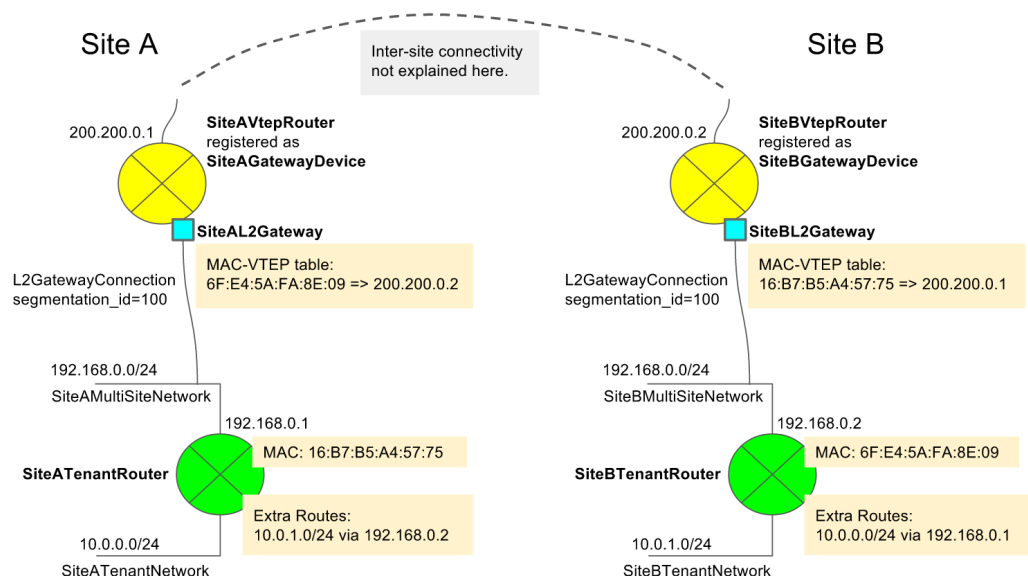 Site A
Inter-site connectivity
not explained here.
Site B
200.200.0.1
SiteAVtepRouter
registered as
SiteAGatewayDevice
200.200.0.2
SiteBVtepRouter
registered as
SiteBGatewayDevice
SiteAL2Gateway
MAC-VTEP table:
6F:E4:5A:FA:8E:09 => 200.200.0.2
L2GatewayConnection
segmentation_id=100
SiteBL2Gateway
MAC-VTEP table:
16:B7:B5:A4:57:75 => 200.200.0.1
L2GatewayConnection
segmentation_id=100
192.168.0.0/24
SiteAMultiSiteNetwork
192.168.0.0/24
SiteBMultiSiteNetwork
192.168.0.1
MAC: 16:B7:B5:A4:57:75
SiteATenantRouter
Extra Routes:
10.0.1.0/24 via 192.168.0.2
10.0.0.0/24
SiteATenantNetwork
192.168.0.2
MAC: 6F:E4:5A:FA:8E:09
SiteBTenantRouter
Extra Routes:
10.0.0.0/24 via 192.168.0.1
10.0.1.0/24
SiteBTenantNetwork